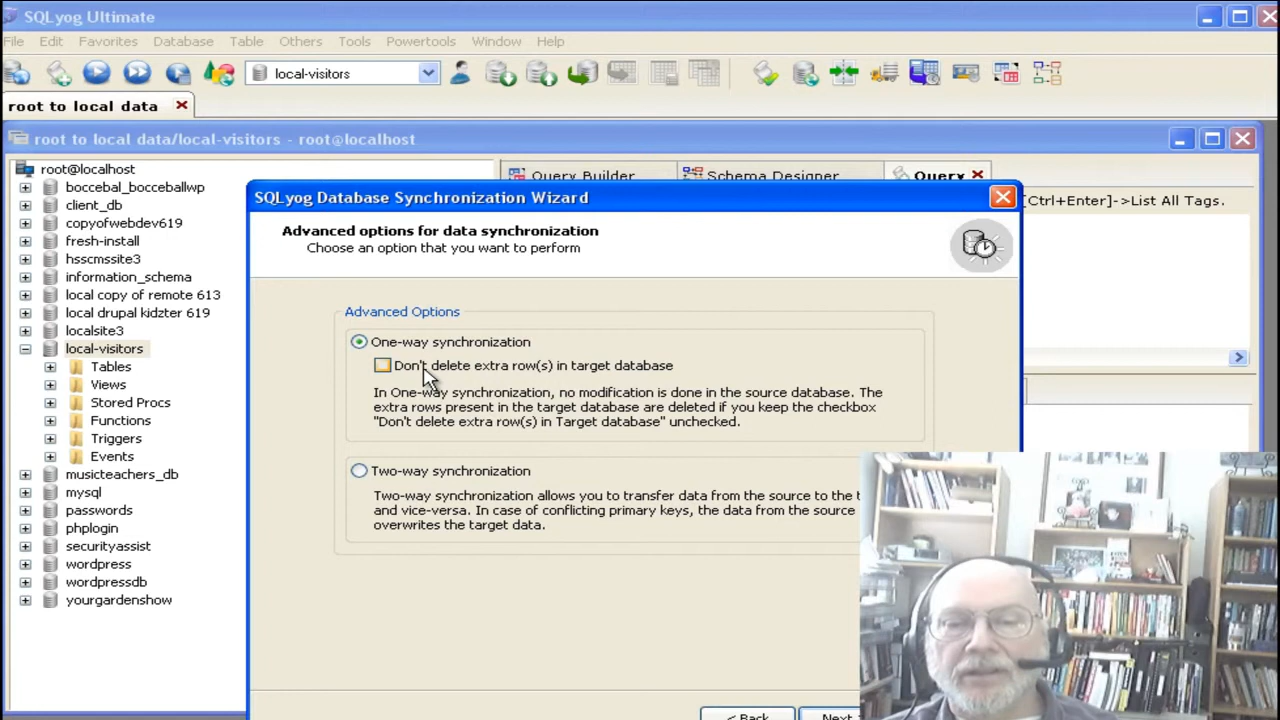 SQLyog Ultimate
File Edit Favorites Database Table Others Tools Powertools Window Help
local-visitors
root to local data
root to local data/local-visitors - root@localhost
root@localhost
boccebal_bocceballwp
client_db
copyofwebdev619
fresh-install
hsscmssite3
information_schema
local copy of remote 613
local drupal kidzter 619
localsite3
local-visitors
Tables
Views
Stored Procs
Functions
Triggers
Events
musicteachers_db
mysql
passwords
phplogin
securityassist
wordpress
wordpressdb
yourgardenshow
Query Builder
Schema Designer
Query
[Ctrl+Enter]->List All Tags.
SQLyog Database Synchronization Wizard
Advanced options for data synchronization
Choose an option that you want to perform
Advanced Options
One-way synchronization
Don't delete extra row(s) in target database
In One-way synchronization, no modification is done in the source database. The
extra rows present in the target database are deleted if you keep the checkbox
"Don't delete extra row(s) in Target database" unchecked.
Two-way synchronization
Two-way synchronization allows you to transfer data from the source to the
and vice-versa. In case of conflicting primary keys, the data from the source
overwrites the target data.
< Back
Next